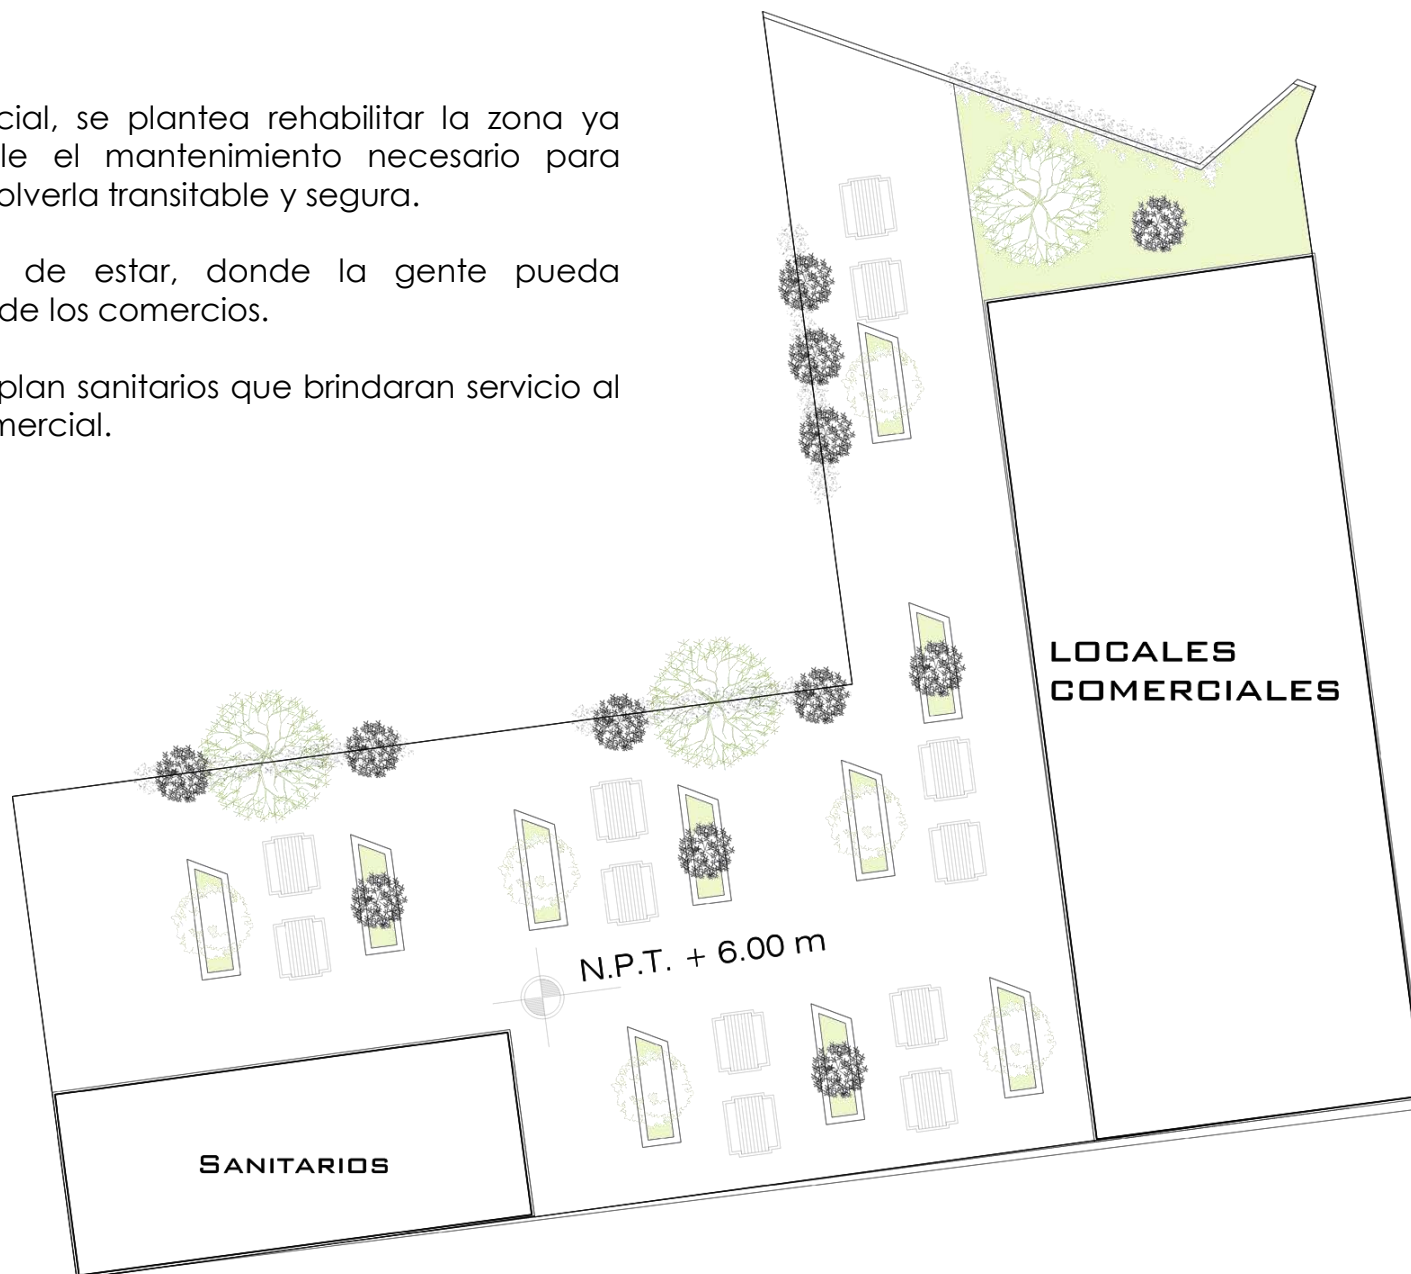 cial, se plantea rehabilitar la zona ya
le el mantenimiento necesario para
olverla transitable y segura.
de estar, donde la gente pueda
de los comercios.
plan sanitarios que brindaran servicio al
mercial.
LOCALES
COMERCIALES
N.P.T. + 6.00 m
SANITARIOS